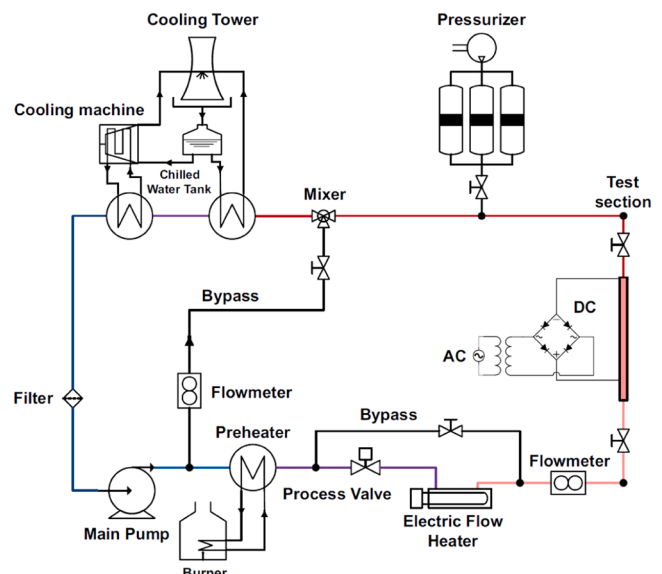 Cooling Tower
Pressurizer
Cooling machine
Chilled
Water Tank
Mixer
Test
section
Bypass
DC
AC
Filter
Flowmeter
Bypass
Preheater
Flowmeter
Process Valve
Main Pump
Electric Flow
Heater
Burner